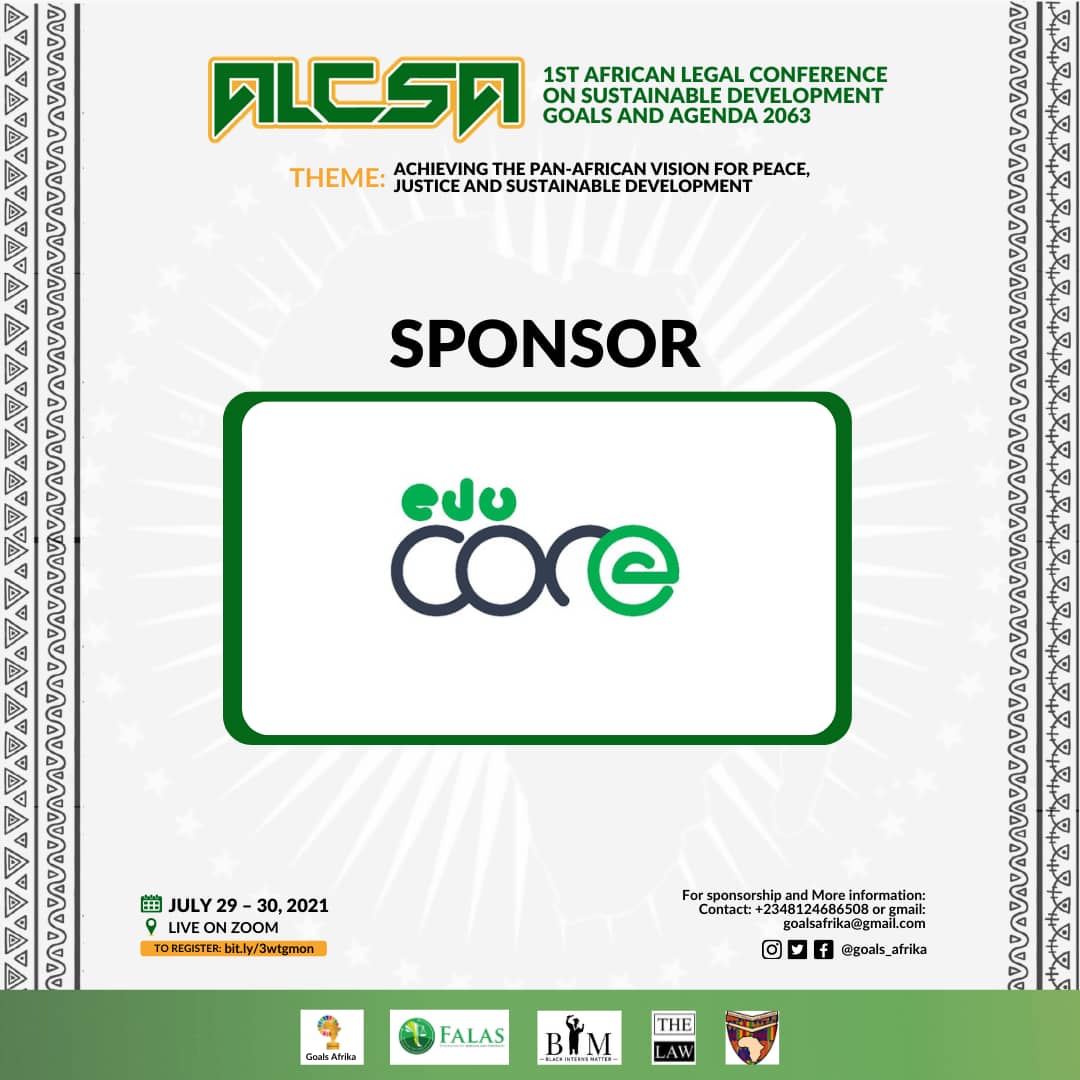 ALCSA
1ST AFRICAN LEGAL CONFERENCE
ON SUSTAINABLE DEVELOPMENT
GOALS AND AGENDA 2063
THEME:
ACHIEVING THE PAN-AFRICAN VISION FOR PEACE,
JUSTICE AND SUSTAINABLE DEVELOPMENT
SPONSOR
edu
core
JULY 29 – 30, 2021
LIVE ON ZOOM
TO REGISTER: bit.ly/3wtgmon
For sponsorship and More information:
Contact: +2348124686508 or gmail:
goalsafrika@gmail.com
@goals_afrika
Goals Afrika
FALAS
BIM
BLACK INTERNS MATTER
THE
LAW